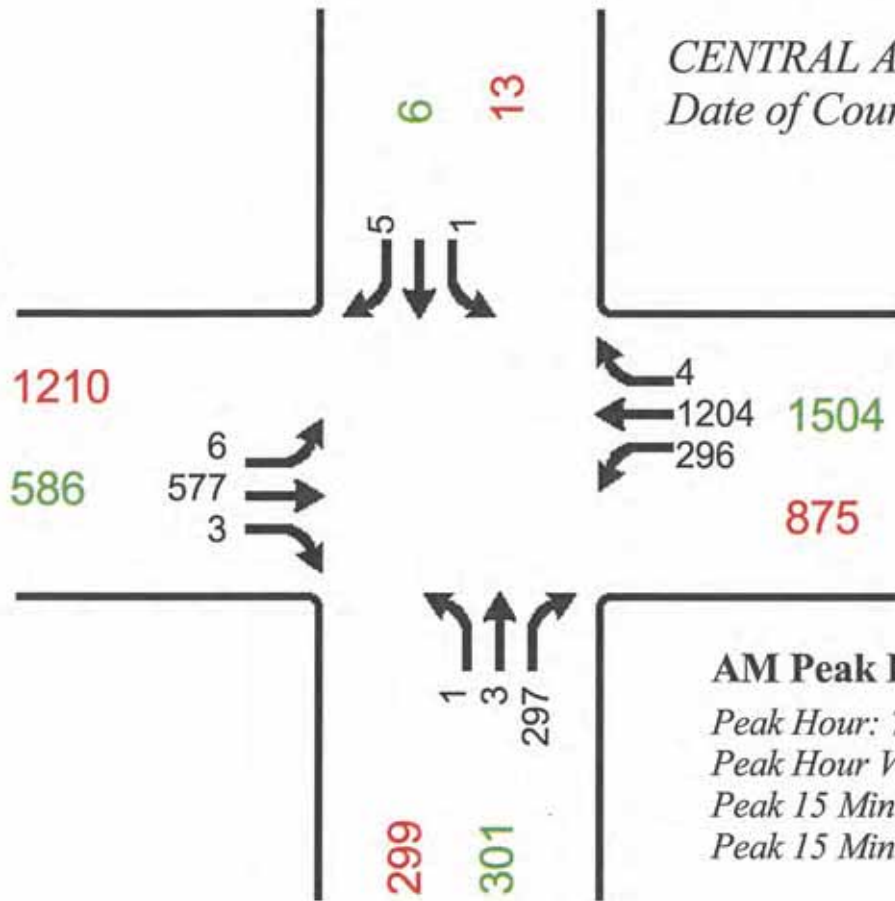 CENTRAL A
Date of Cour
6
13
5
1
1210
586
6
577
3
4
1204
296
1504
875
1
3
297
299
301
AM Peak
Peak Hour:
Peak Hour
Peak 15 Min
Peak 15 Min